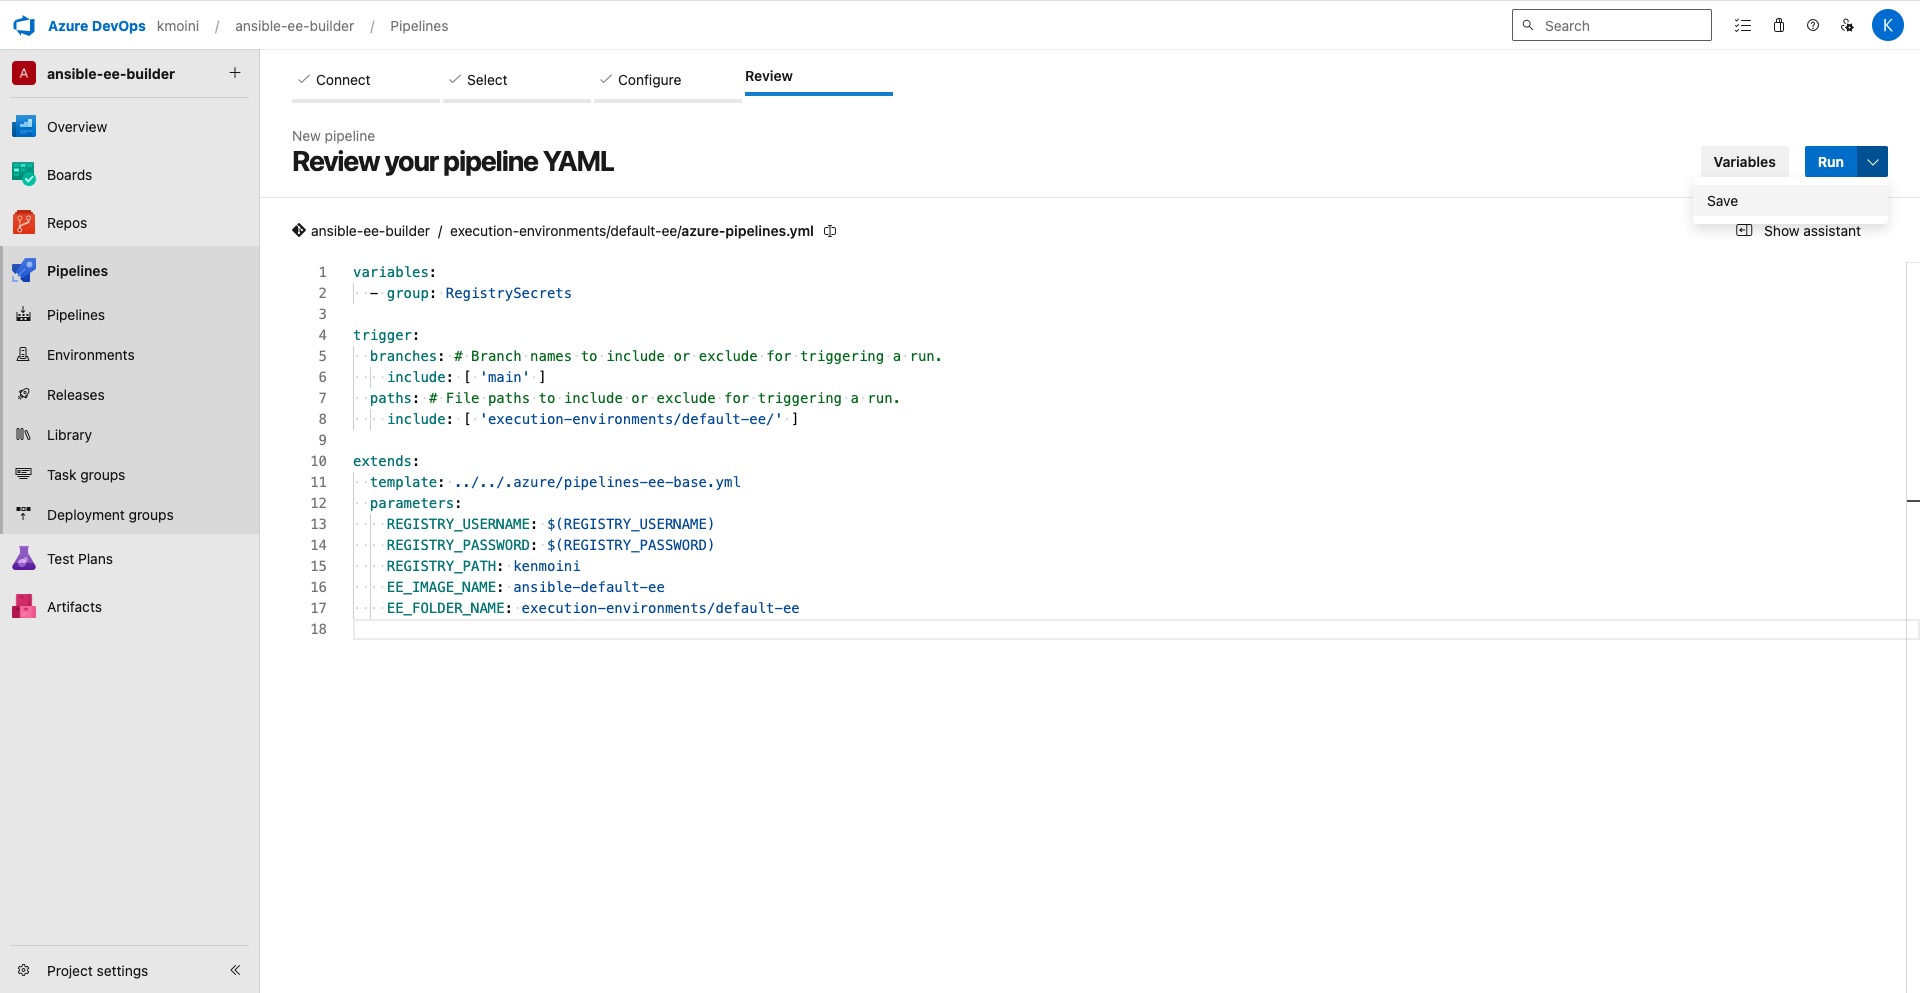 Azure DevOps kmoini / ansible-ee-builder / Pipelines
Search
K
A ansible-ee-builder
Overview
Boards
Repos
Pipelines
Pipelines
Environments
Releases
Library
Task groups
Deployment groups
Test Plans
Artifacts
Project settings
Connect
Select
Configure
Review
New pipeline
Review your pipeline YAML
Variables
Run
Save
ansible-ee-builder / execution-environments/default-ee/azure-pipelines.yml
Show assistant
1 variables:
2   - group: RegistrySecrets
3
4 trigger:
5   branches: # Branch names to include or exclude for triggering a run.
6     include: [ 'main' ]
7   paths: # File paths to include or exclude for triggering a run.
8     include: [ 'execution-environments/default-ee/' ]
9
10 extends:
11   template: ../../.azure/pipelines-ee-base.yml
12   parameters:
13     REGISTRY_USERNAME: $(REGISTRY_USERNAME)
14     REGISTRY_PASSWORD: $(REGISTRY_PASSWORD)
15     REGISTRY_PATH: kenmoini
16     EE_IMAGE_NAME: ansible-default-ee
17     EE_FOLDER_NAME: execution-environments/default-ee
18